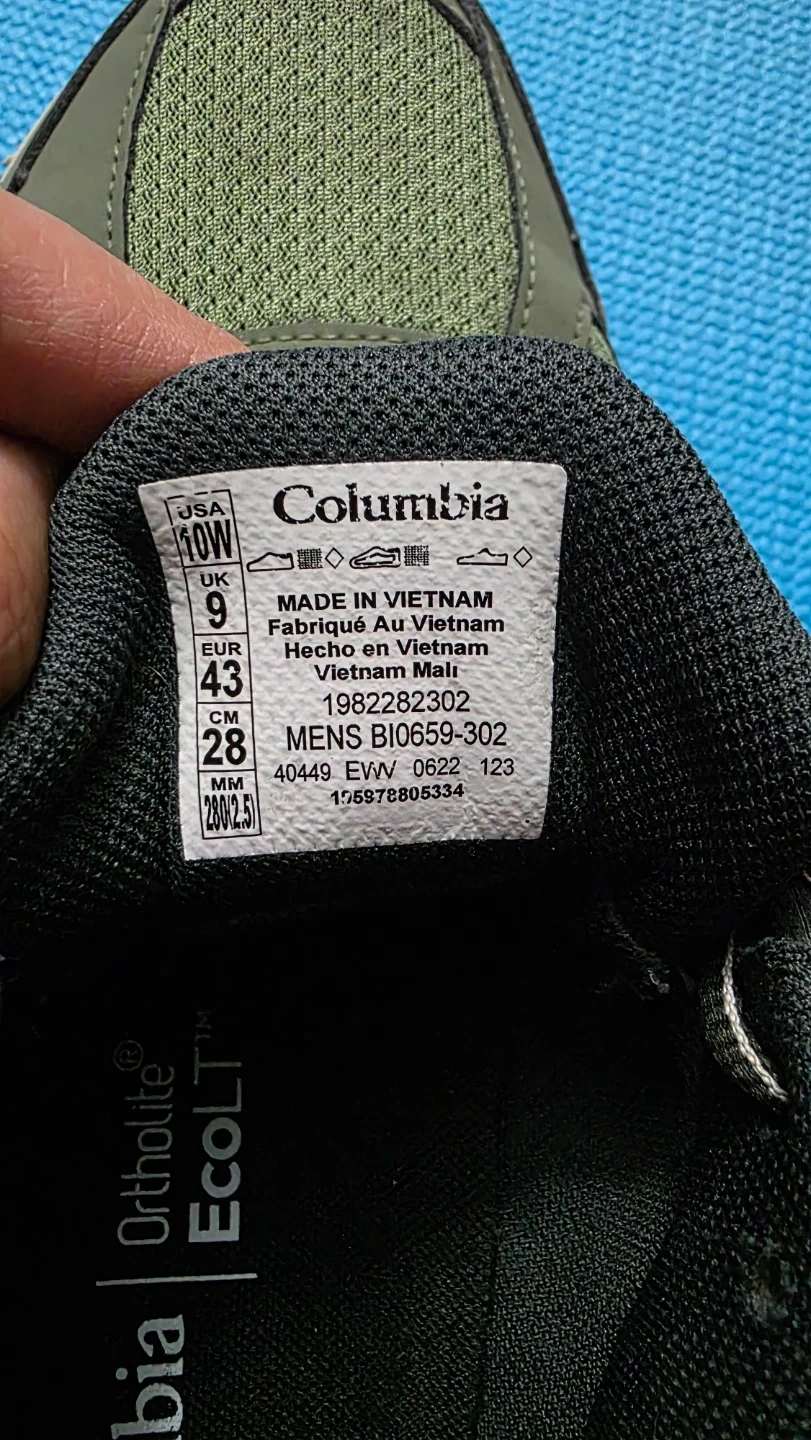 USA
10W
UK
9
EUR
43
CM
28
MM
280(2.5)
Columbia
MADE IN VIETNAM
Fabriqué Au Vietnam
Hecho en Vietnam
Vietnam Malı
1982282302
MENS BI0659-302
40449 EVW 0622 123
195978805334
Ortholite®
EcoLT™
bia